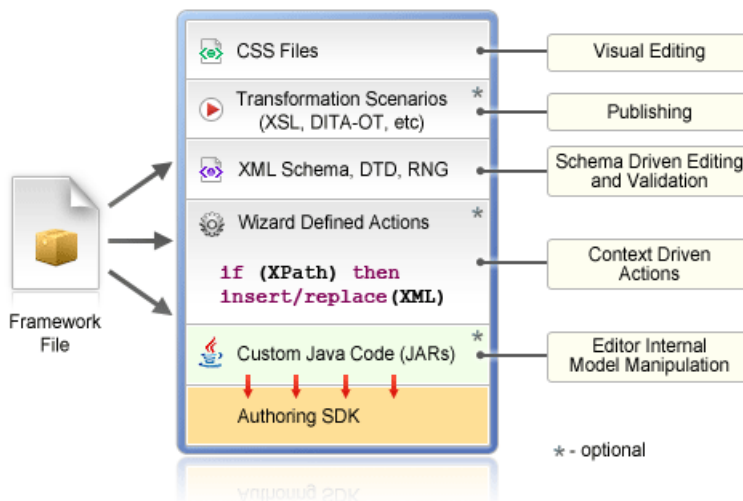 CSS Files
Visual Editing
Transformation Scenarios *
(XSL, DITA-OT, etc)
Publishing
XML Schema, DTD, RNG
Schema Driven Editing
and Validation
Wizard Defined Actions *
if (XPath) then
insert/replace(XML)
Context Driven
Actions
Framework
File
Custom Java Code (JARs) *
Editor Internal
Model Manipulation
Authoring SDK
* - optional
Authoring SDK